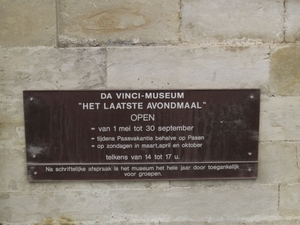 DA VINCI-MUSEUM
"HET LAATSTE AVONDMAAL"
OPEN
- van 1 mei tot 30 september
- tijdens Paasvakantie behalve op Pasen
- op zondagen in maart,april en oktober
telkens van 14 tot 17 u.
Na schriftelijke afspraak is het museum het hele jaar door toegankelijk
voor groepen.